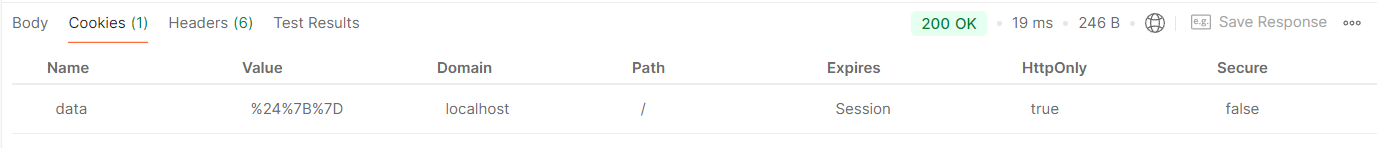 Body Cookies (1) Headers (6) Test Results 200 OK 19 ms 246 B e.g. Save Response
Name Value Domain Path Expires HttpOnly Secure
data %24%7B%7D localhost / Session true false